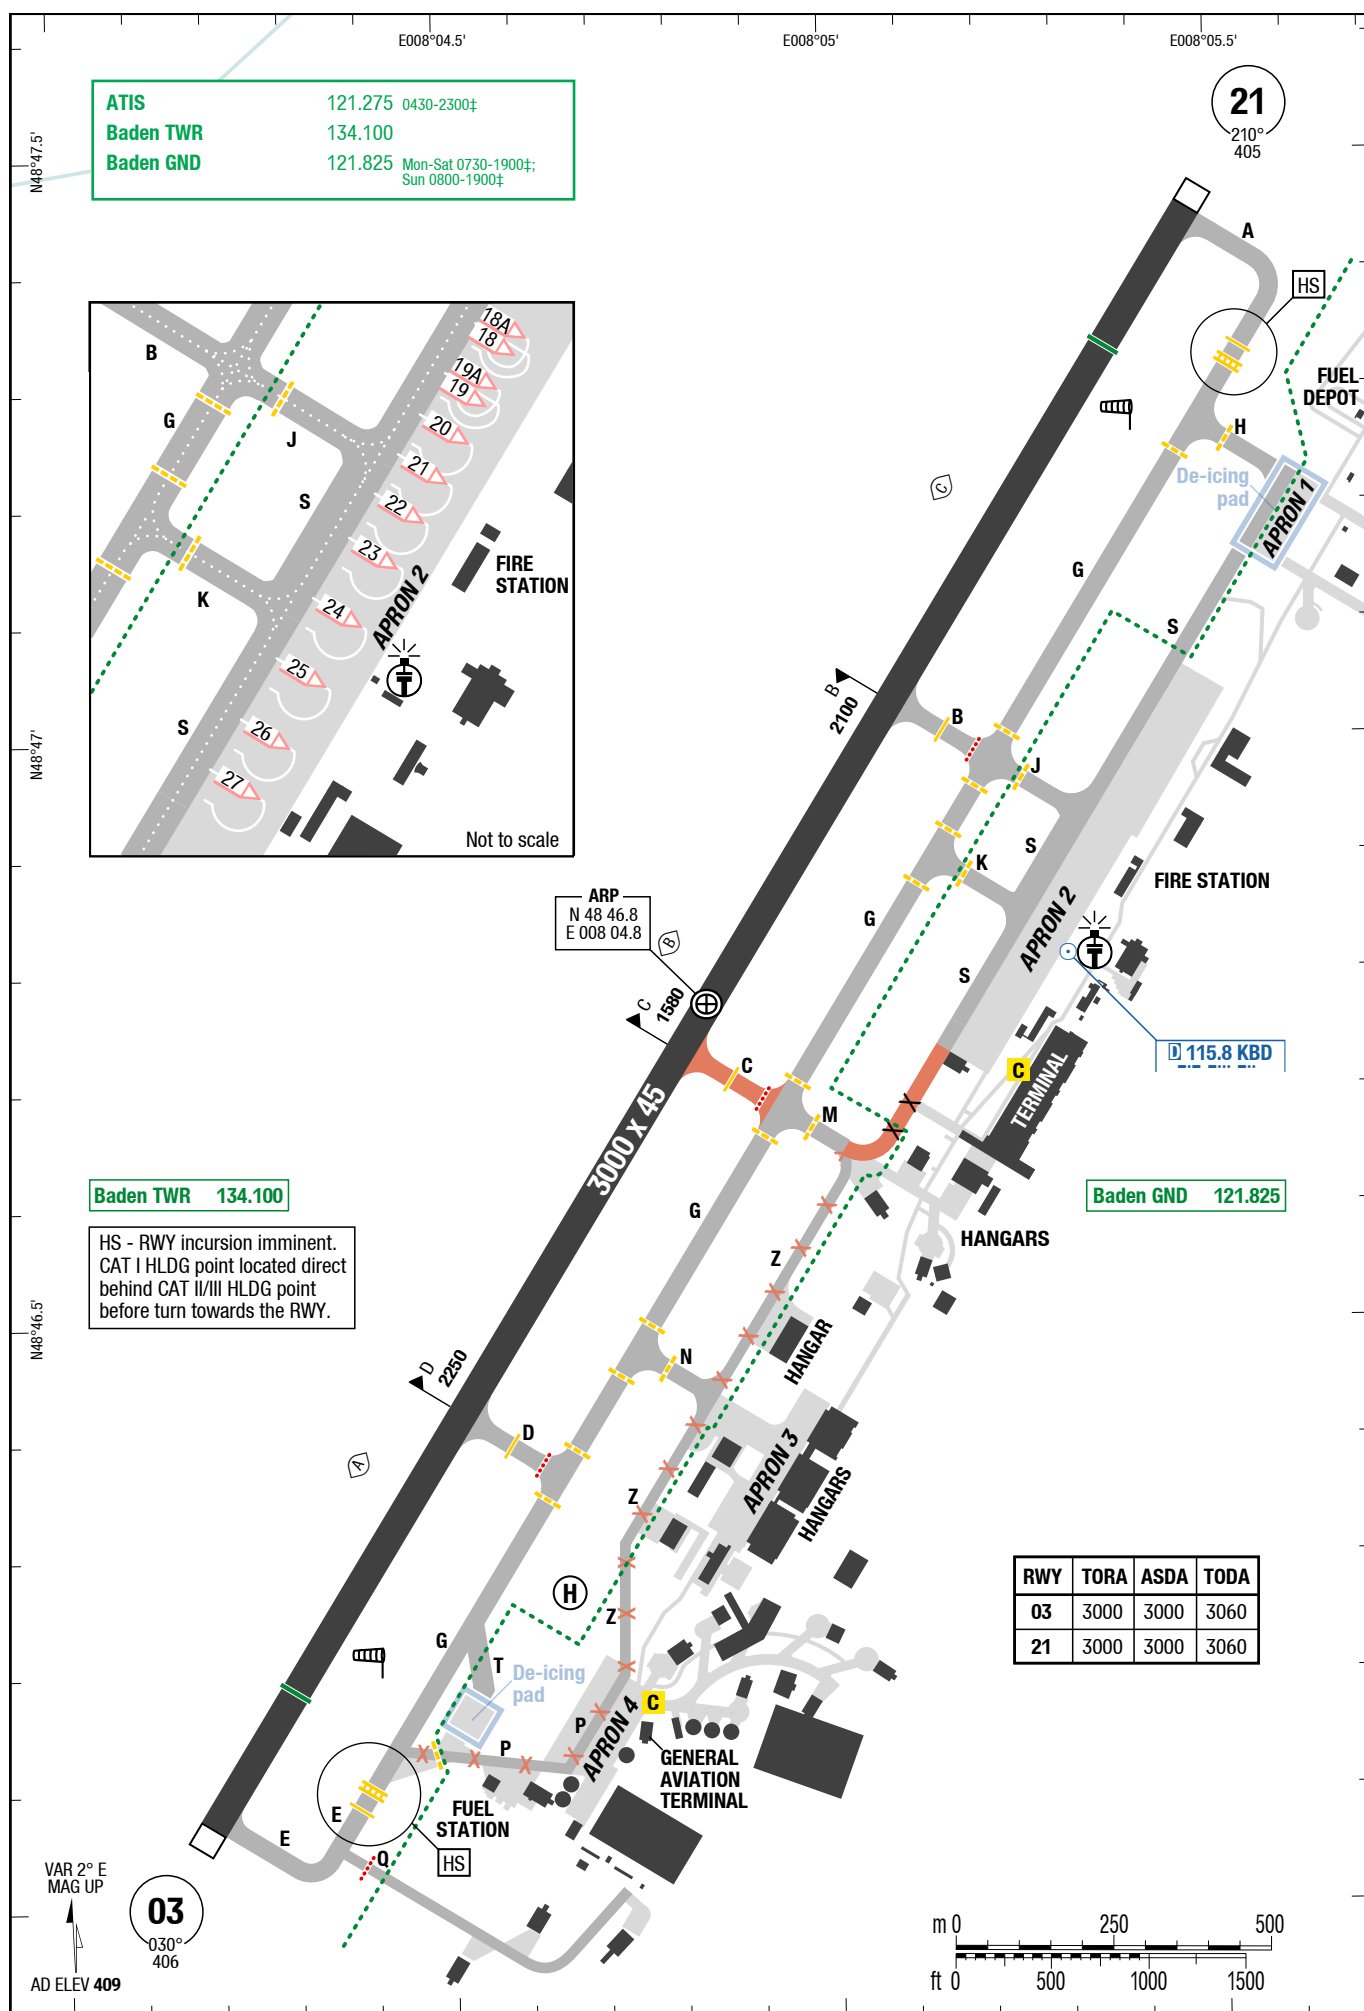 E008°04.5'
E008°05'
E008°05.5'
N48°47.5'
N48°47'
N48°46.5'
ATIS 121.275 0430-2300‡
Baden TWR 134.100
Baden GND 121.825 Mon-Sat 0730-1900‡;
Sun 0800-1900‡
21
210°
405
A
HS
FUEL
DEPOT
H
De-icing
pad
APRON 1
C
G
S
18A
18
19A
19
20
21
22
23
24
25
26
27
B
G
J
S
K
S
APRON 2
FIRE
STATION
Not to scale
B
2100
B
J
S
K
G
S
FIRE STATION
APRON 2
ARP
N 48 46.8
E 008 04.8
B
C
1580
D 115.8 KBD
C
C
TERMINAL
M
3000 x 45
Baden TWR 134.100
Baden GND 121.825
HS - RWY incursion imminent.
CAT I HLDG point located direct
behind CAT II/III HLDG point
before turn towards the RWY.
G
Z
HANGARS
HANGAR
N
D
2250
D
A
APRON 3
HANGARS
Z
H
Z
G
T
De-icing
pad
P
P
C
APRON 4
GENERAL
AVIATION
TERMINAL
FUEL
STATION
E
E
HS
Q
RWY TORA ASDA TODA
03 3000 3000 3060
21 3000 3000 3060
VAR 2° E
MAG UP
AD ELEV 409
03
030°
406
m 0 250 500
ft 0 500 1000 1500